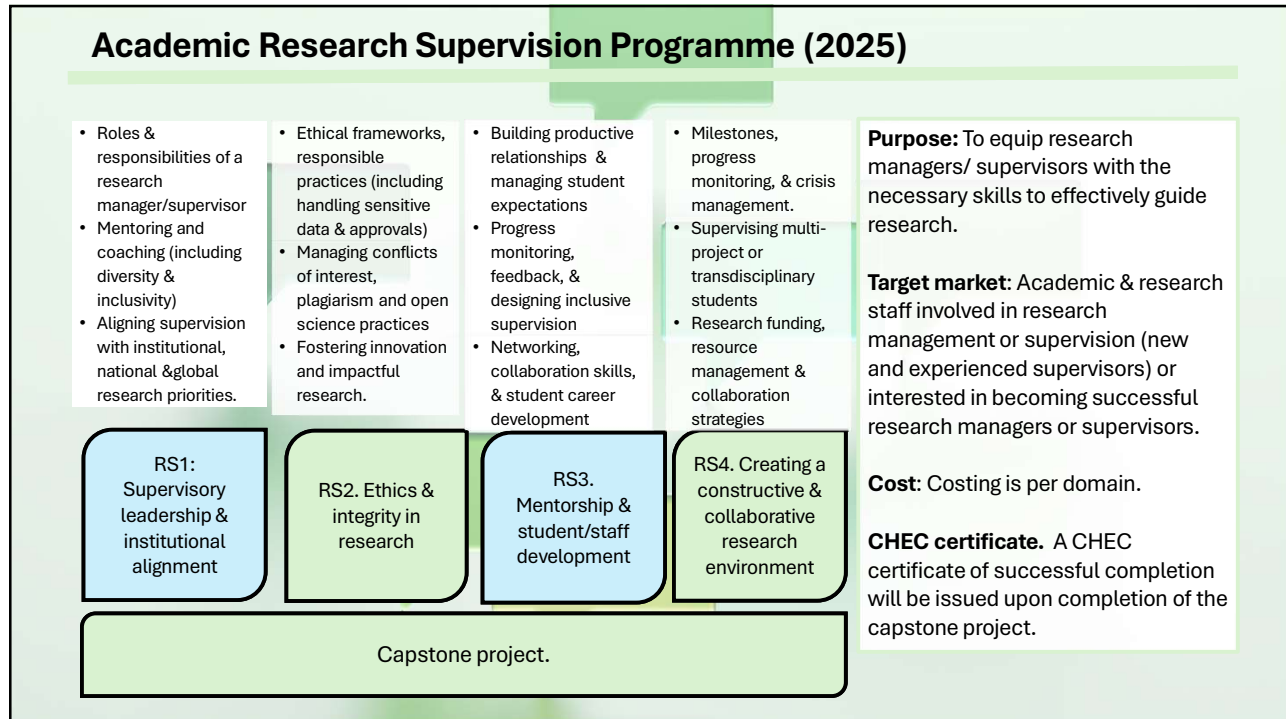 Academic Research Supervision Programme (2025)
• Roles &
responsibilities of a
research
manager/supervisor
• Mentoring and
coaching (including
diversity &
inclusivity)
• Aligning supervision
with institutional,
national &global
research priorities.
• Ethical frameworks,
responsible
practices (including
handling sensitive
data & approvals)
• Managing conflicts
of interest,
plagiarism and open
science practices
• Fostering innovation
and impactful
research.
• Building productive
relationships &
managing student
expectations
• Progress
monitoring,
feedback, &
designing inclusive
supervision
• Networking,
collaboration skills,
& student career
development
• Milestones,
progress
monitoring, & crisis
management.
• Supervising multi-
project or
transdisciplinary
students
• Research funding,
resource
management &
collaboration
strategies
RS1:
Supervisory
leadership &
institutional
alignment
RS2. Ethics &
integrity in
research
RS3.
Mentorship &
student/staff
development
RS4. Creating a
constructive &
collaborative
research
environment
Capstone project.
Purpose: To equip research
managers/ supervisors with the
necessary skills to effectively guide
research.
Target market: Academic & research
staff involved in research
management or supervision (new
and experienced supervisors) or
interested in becoming successful
research managers or supervisors.
Cost: Costing is per domain.
CHEC certificate. A CHEC
certificate of successful completion
will be issued upon completion of the
capstone project.